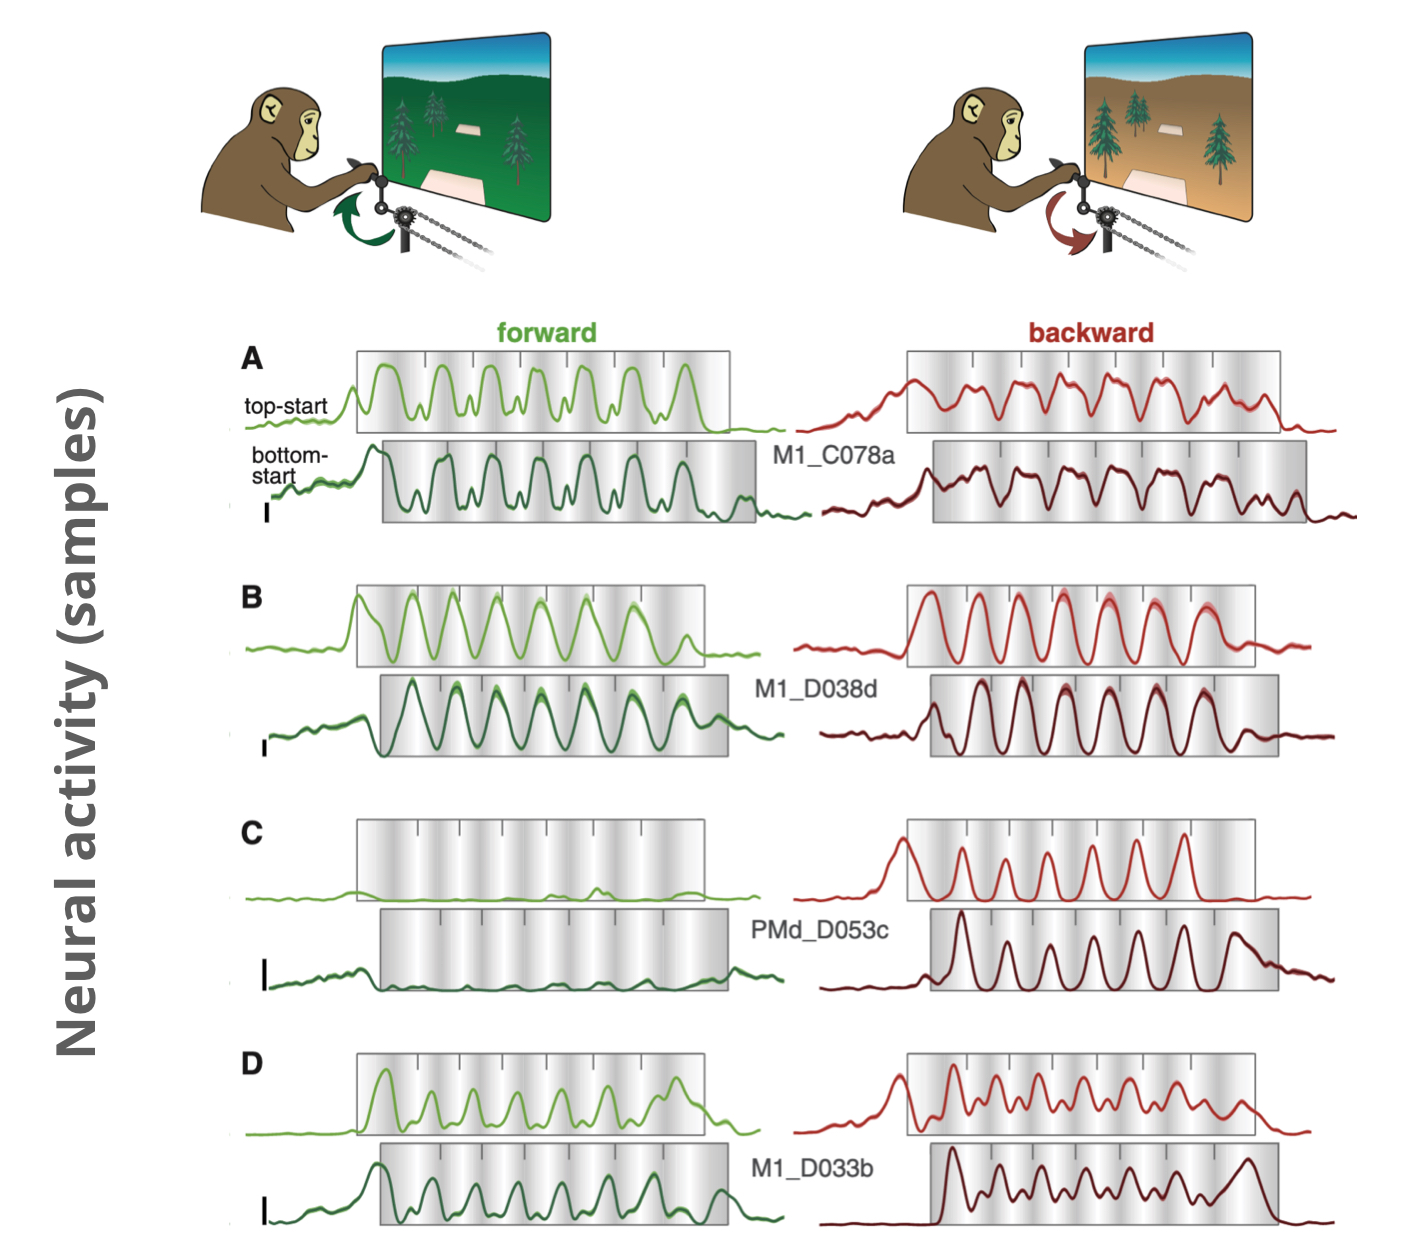 forward
backward
A
top-start
bottom-
start
M1_C078a
B
M1_D038d
C
PMd_D053c
D
M1_D033b
Neural activity (samples)